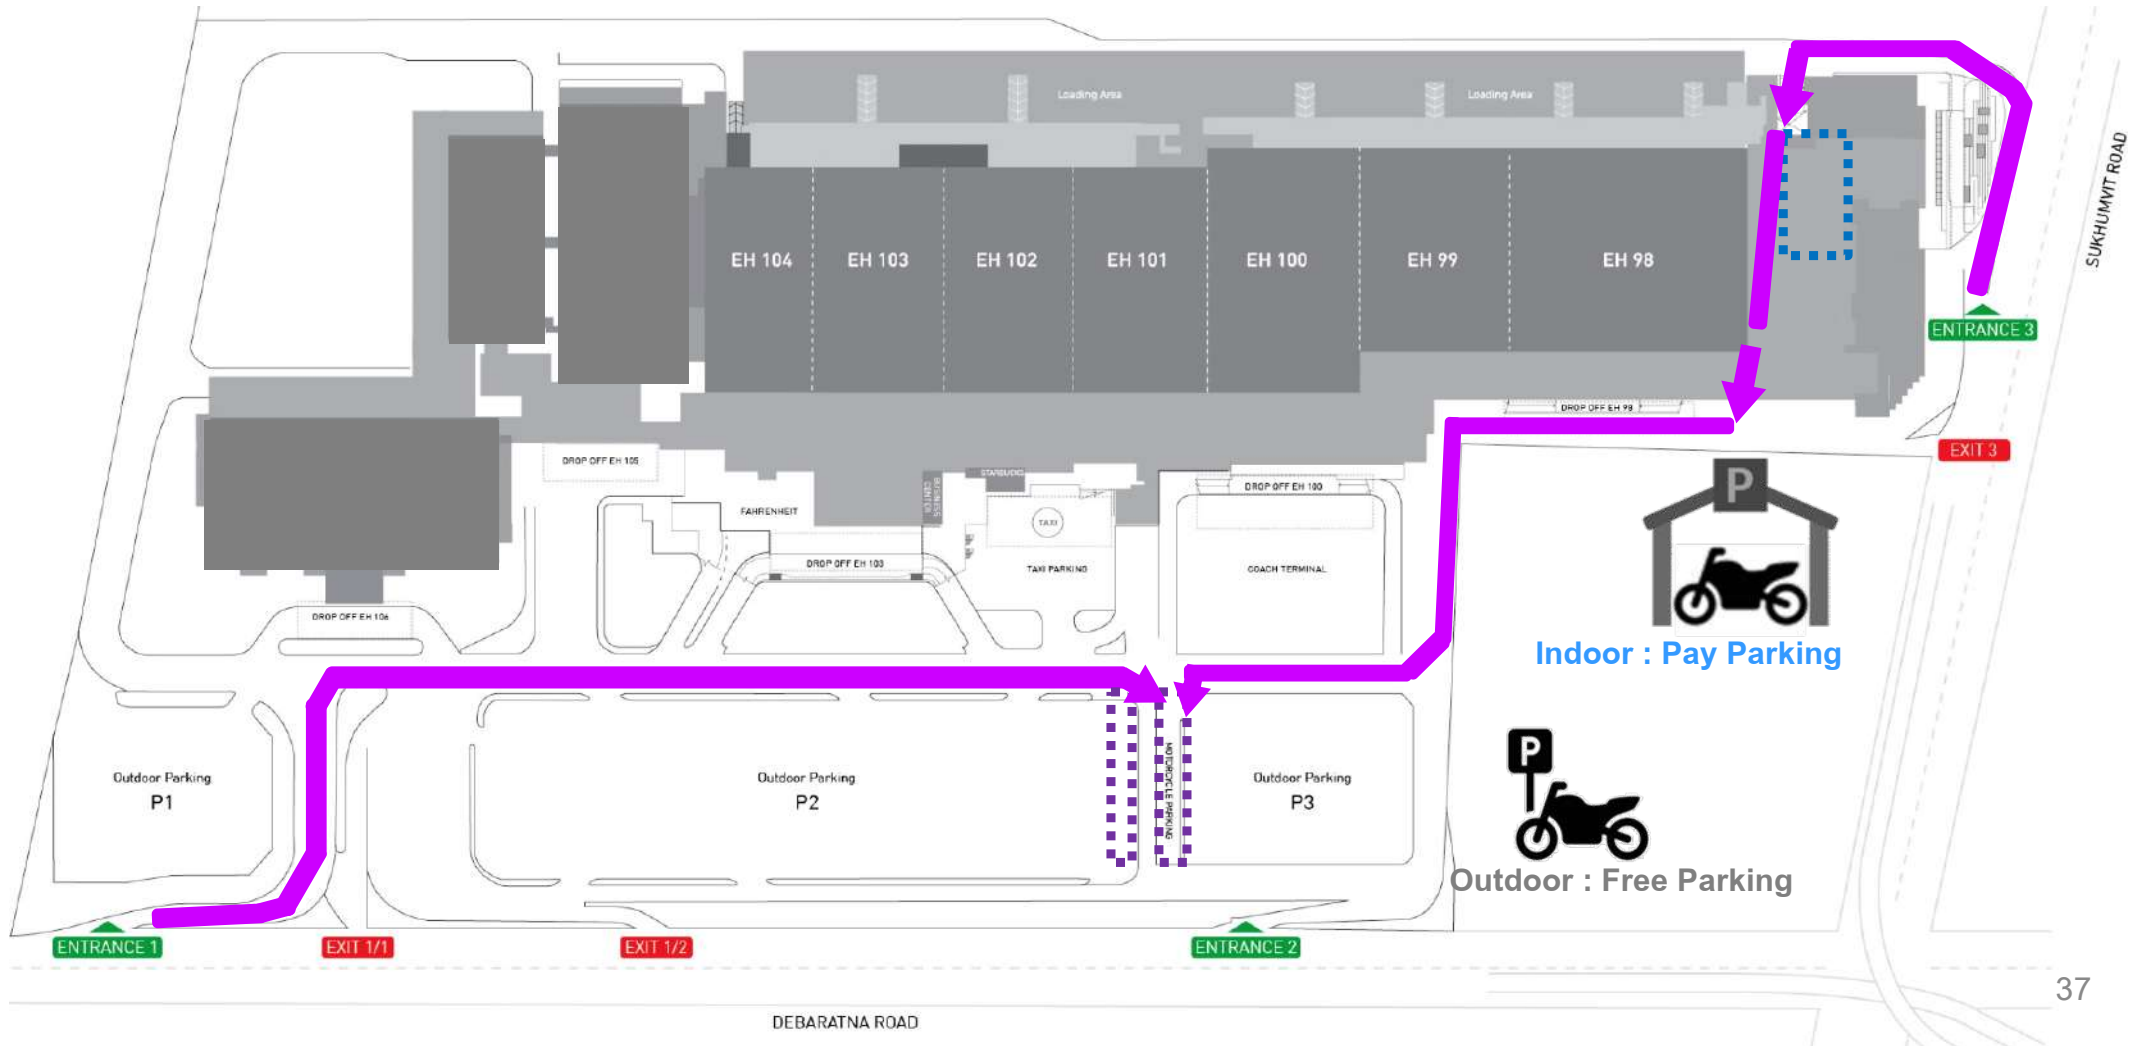 Loading Area
Loading Area
SUKHUMVIT ROAD
EH 104
EH 103
EH 102
EH 101
EH 100
EH 99
EH 98
ENTRANCE 3
DROP OFF EH 98
EXIT 3
DROP OFF EH 105
STARBUCKS
BUSINESS
CENTER
DROP OFF EH 100
P
FAHRENHEIT
TAXI
DROP OFF EH 103
TAXI PARKING
COACH TERMINAL
DROP OFF EH 106
Indoor : Pay Parking
P
Outdoor Parking
P1
Outdoor Parking
P2
MOTORCYCLE PARKING
Outdoor Parking
P3
Outdoor : Free Parking
ENTRANCE 1
EXIT 1/1
EXIT 1/2
ENTRANCE 2
37
DEBARATNA ROAD